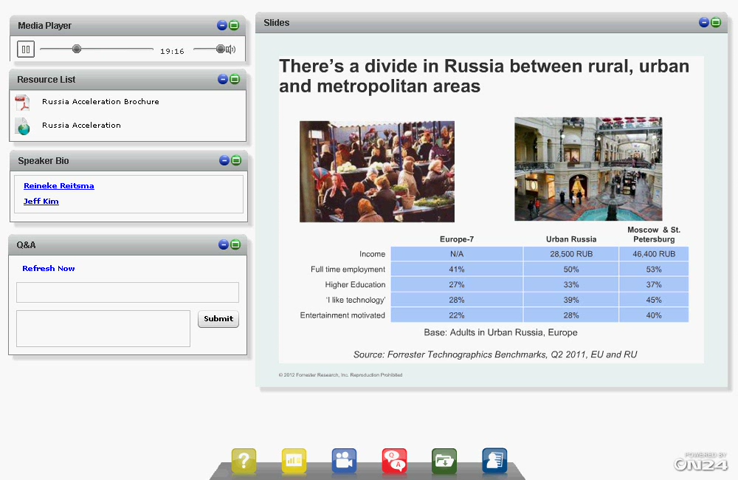 Media Player
19:16
Resource List
Russia Acceleration Brochure
Russia Acceleration
Speaker Bio
Reineke Reitsma
Jeff Kim
Q&A
Refresh Now
Submit
Slides
There's a divide in Russia between rural, urban
and metropolitan areas
Europe-7 Urban Russia Moscow & St. Petersburg
Income N/A 28,500 RUB 46,400 RUB
Full time employment 41% 50% 53%
Higher Education 27% 33% 37%
'I like technology' 28% 39% 45%
Entertainment motivated 22% 28% 40%
Base: Adults in Urban Russia, Europe
Source: Forrester Technographics Benchmarks, Q2 2011, EU and RU
© 2012 Forrester Research, Inc. Reproduction Prohibited
?
Q A
POWERED BY
ON24